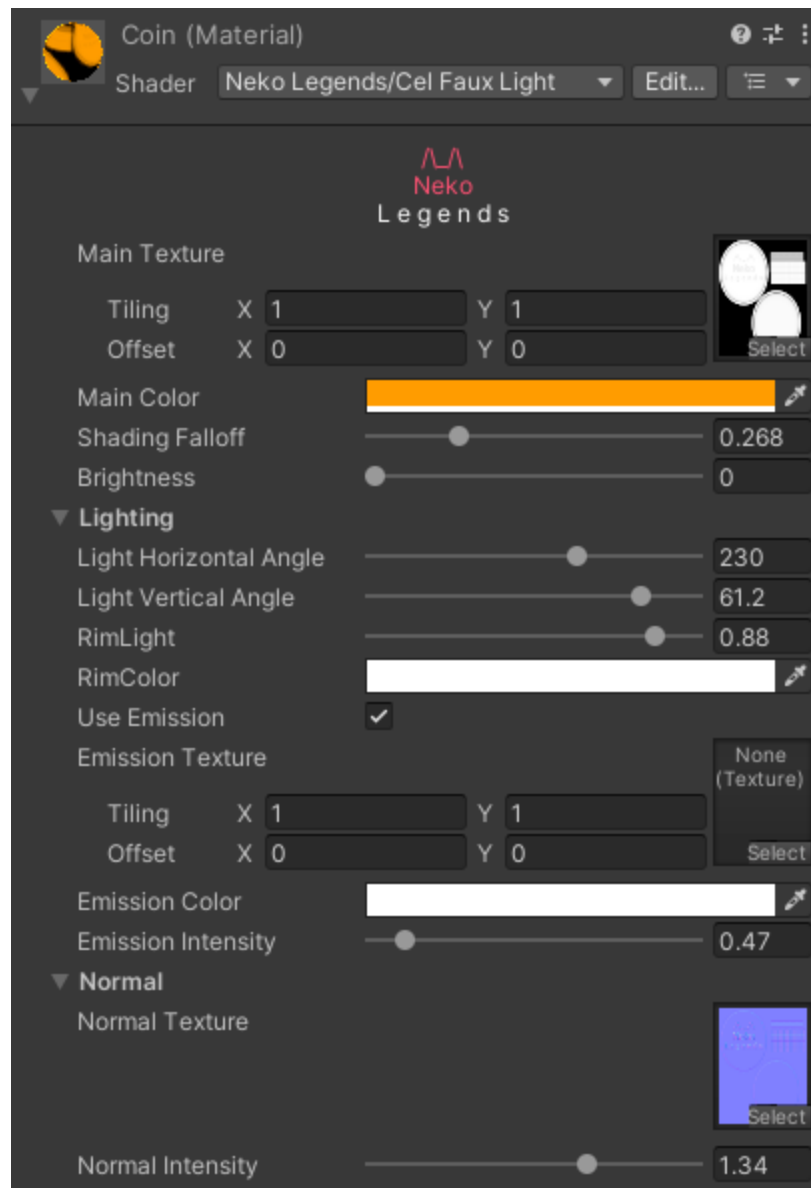 Coin (Material)
Shader Neko Legends/Cel Faux Light Edit...
/\_/\
Neko
Legends
Main Texture
Tiling X 1 Y 1
Offset X 0 Y 0
Select
Main Color
Shading Falloff 0.268
Brightness 0
Lighting
Light Horizontal Angle 230
Light Vertical Angle 61.2
RimLight 0.88
RimColor
Use Emission
Emission Texture
None
(Texture)
Tiling X 1 Y 1
Offset X 0 Y 0
Select
Emission Color
Emission Intensity 0.47
Normal
Normal Texture
Select
Normal Intensity 1.34